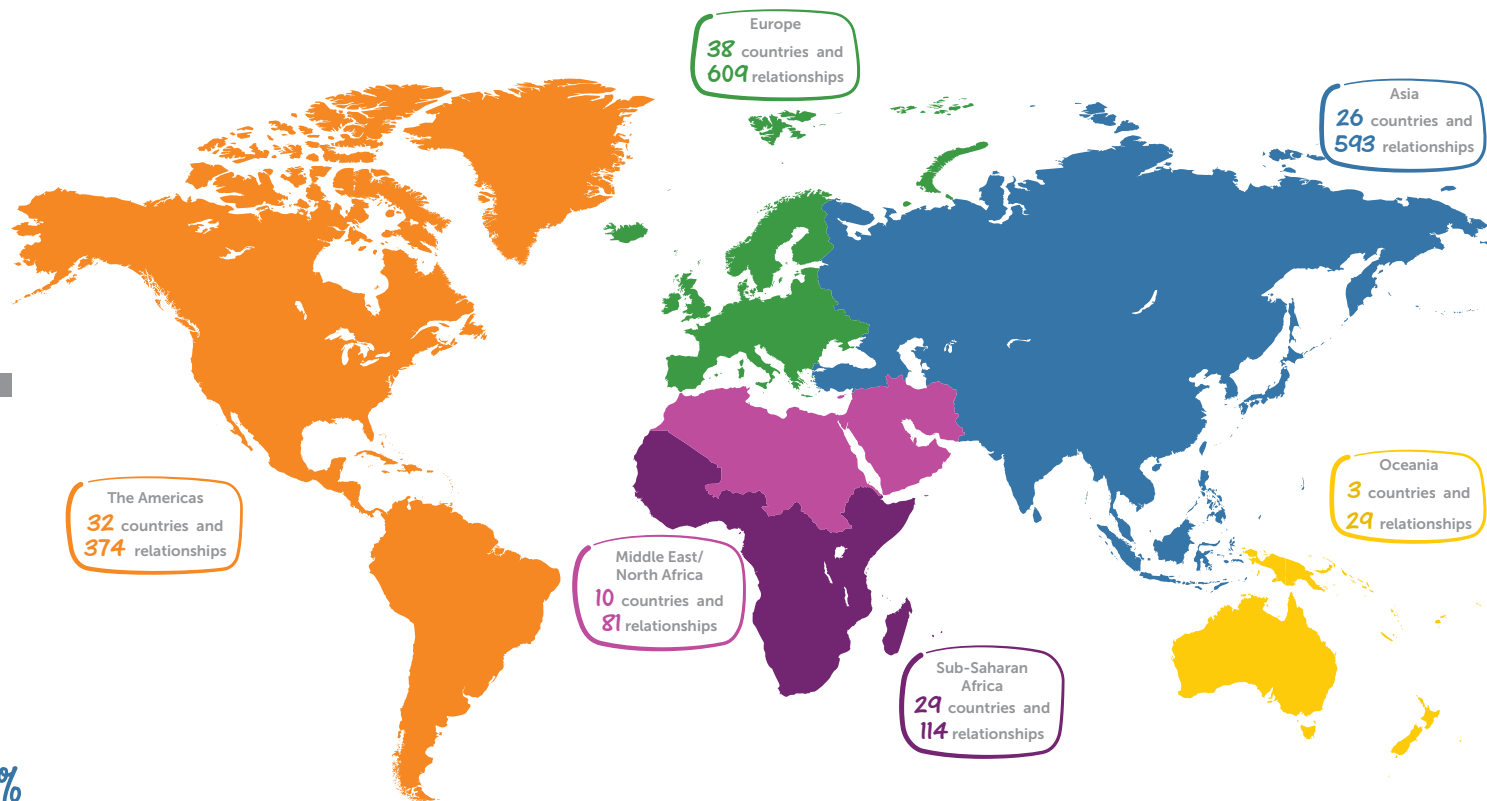 Europe
38 countries and
609 relationships
Asia
26 countries and
593 relationships
The Americas
32 countries and
374 relationships
Middle East/
North Africa
10 countries and
81 relationships
Oceania
3 countries and
29 relationships
Sub-Saharan
Africa
29 countries and
114 relationships
%